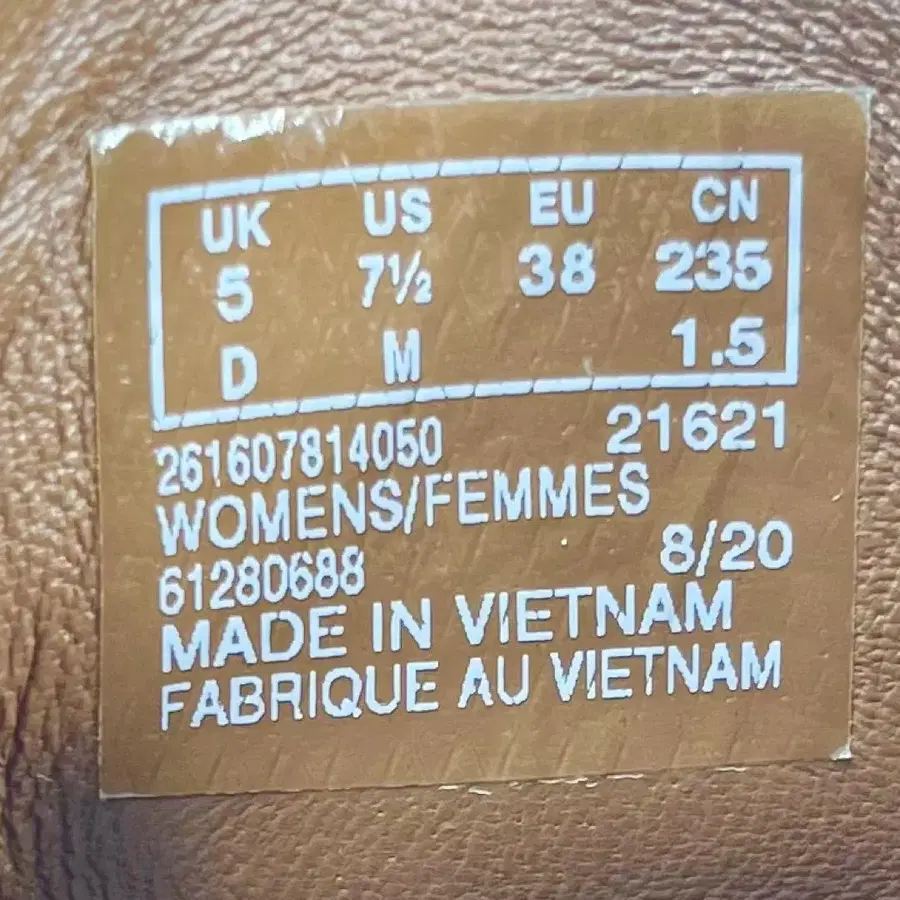 UK US EU CN
5 7½ 38 235
D M 1.5
261607814050 21621
WOMENS/FEMMES
61280688 8/20
MADE IN VIETNAM
FABRIQUE AU VIETNAM